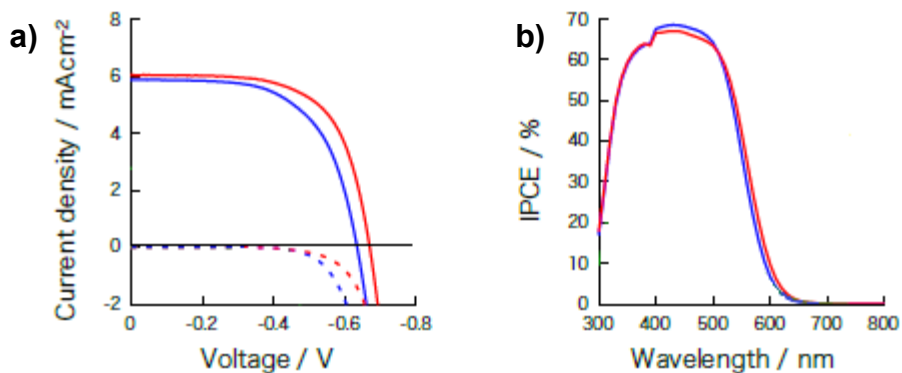 a)
Current density / mAcm-2
8
6
4
2
0
-2
0 -0.2 -0.4 -0.6 -0.8
Voltage / V
b)
IPCE / %
70
60
50
40
30
20
10
0
300 400 500 600 700 800
Wavelength / nm